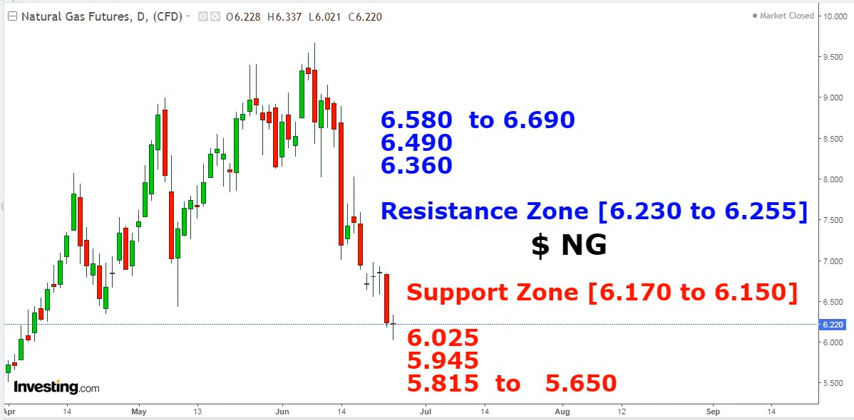 Natural Gas Futures, D, (CFD) O6.228 H6.337 L6.021 C6.220
Market Closed
10.000
9.500
9.000
8.500
8.000
7.500
7.000
6.500
6.220
6.000
5.500
6.580 to 6.690
6.490
6.360
Resistance Zone [6.230 to 6.255]
$ NG
Support Zone [6.170 to 6.150]
6.025
5.945
5.815 to 5.650
Investing.com
Apr 14 May 13 Jun 14 Jul 14 Aug 12 Sep 14